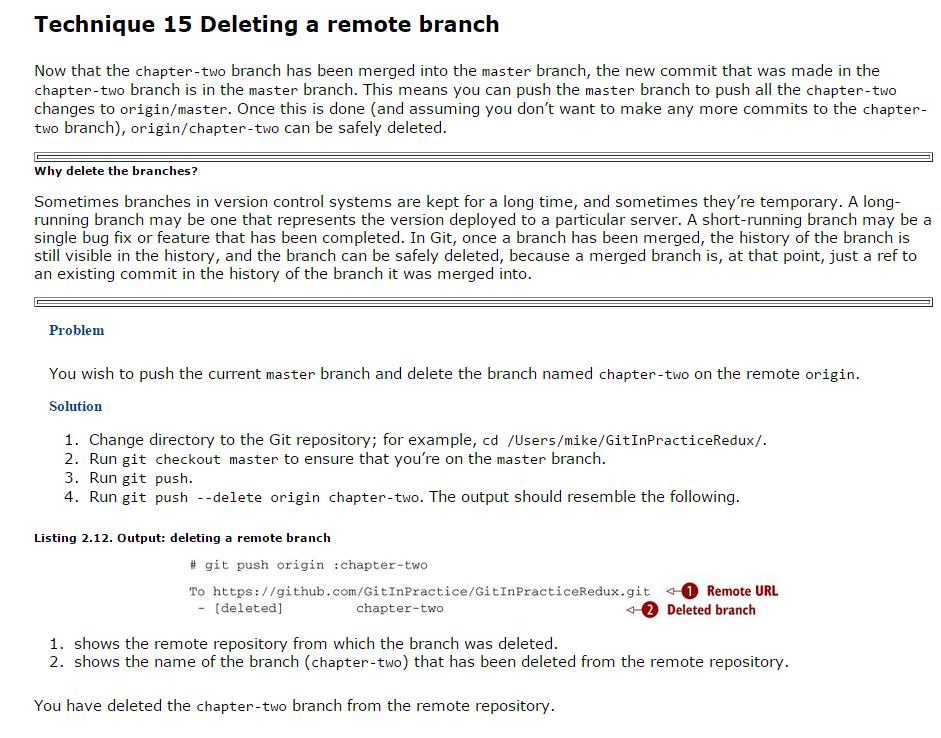 Technique 15 Deleting a remote branch
Now that the chapter-two branch has been merged into the master branch, the new commit that was made in the
chapter-two branch is in the master branch. This means you can push the master branch to push all the chapter-two
changes to origin/master. Once this is done (and assuming you don’t want to make any more commits to the chapter-
two branch), origin/chapter-two can be safely deleted.
Why delete the branches?
Sometimes branches in version control systems are kept for a long time, and sometimes they’re temporary. A long-
running branch may be one that represents the version deployed to a particular server. A short-running branch may be a
single bug fix or feature that has been completed. In Git, once a branch has been merged, the history of the branch is
still visible in the history, and the branch can be safely deleted, because a merged branch is, at that point, just a ref to
an existing commit in the history of the branch it was merged into.
Problem
You wish to push the current master branch and delete the branch named chapter-two on the remote origin.
Solution
1. Change directory to the Git repository; for example, cd /Users/mike/GitInPracticeRedux/.
2. Run git checkout master to ensure that you’re on the master branch.
3. Run git push.
4. Run git push --delete origin chapter-two. The output should resemble the following.
Listing 2.12. Output: deleting a remote branch
# git push origin :chapter-two
To https://github.com/GitInPractice/GitInPracticeRedux.git 1 Remote URL
- [deleted] chapter-two 2 Deleted branch
1. shows the remote repository from which the branch was deleted.
2. shows the name of the branch (chapter-two) that has been deleted from the remote repository.
You have deleted the chapter-two branch from the remote repository.